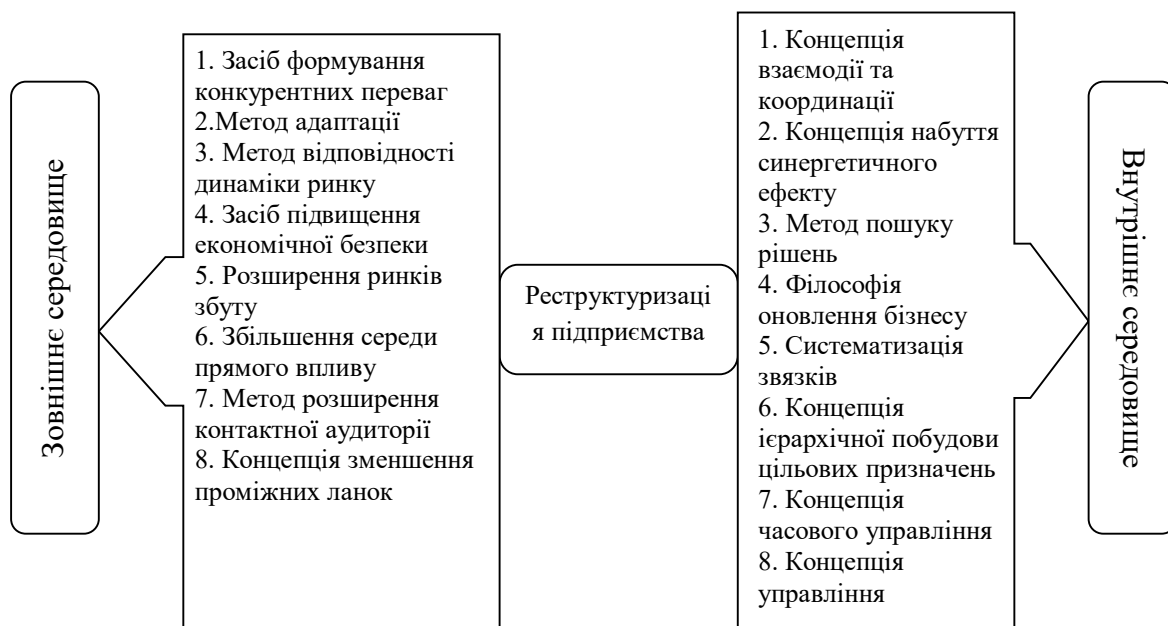 Зовнішнє середовище
1. Засіб формування
конкурентних переваг
2.Метод адаптації
3. Метод відповідності
динаміки ринку
4. Засіб підвищення
економічної безпеки
5. Розширення ринків
збуту
6. Збільшення середи
прямого впливу
7. Метод розширення
контактної аудиторії
8. Концепція зменшення
проміжних ланок
Реструктуризаці
я підприємства
1. Концепція
взаємодії та
координації
2. Концепція набуття
синергетичного
ефекту
3. Метод пошуку
рішень
4. Філософія
оновлення бізнесу
5. Систематизація
звязків
6. Концепція
ієрархічної побудови
цільових призначень
7. Концепція
часового управління
8. Концепція
управління
Внутрішнє середовище